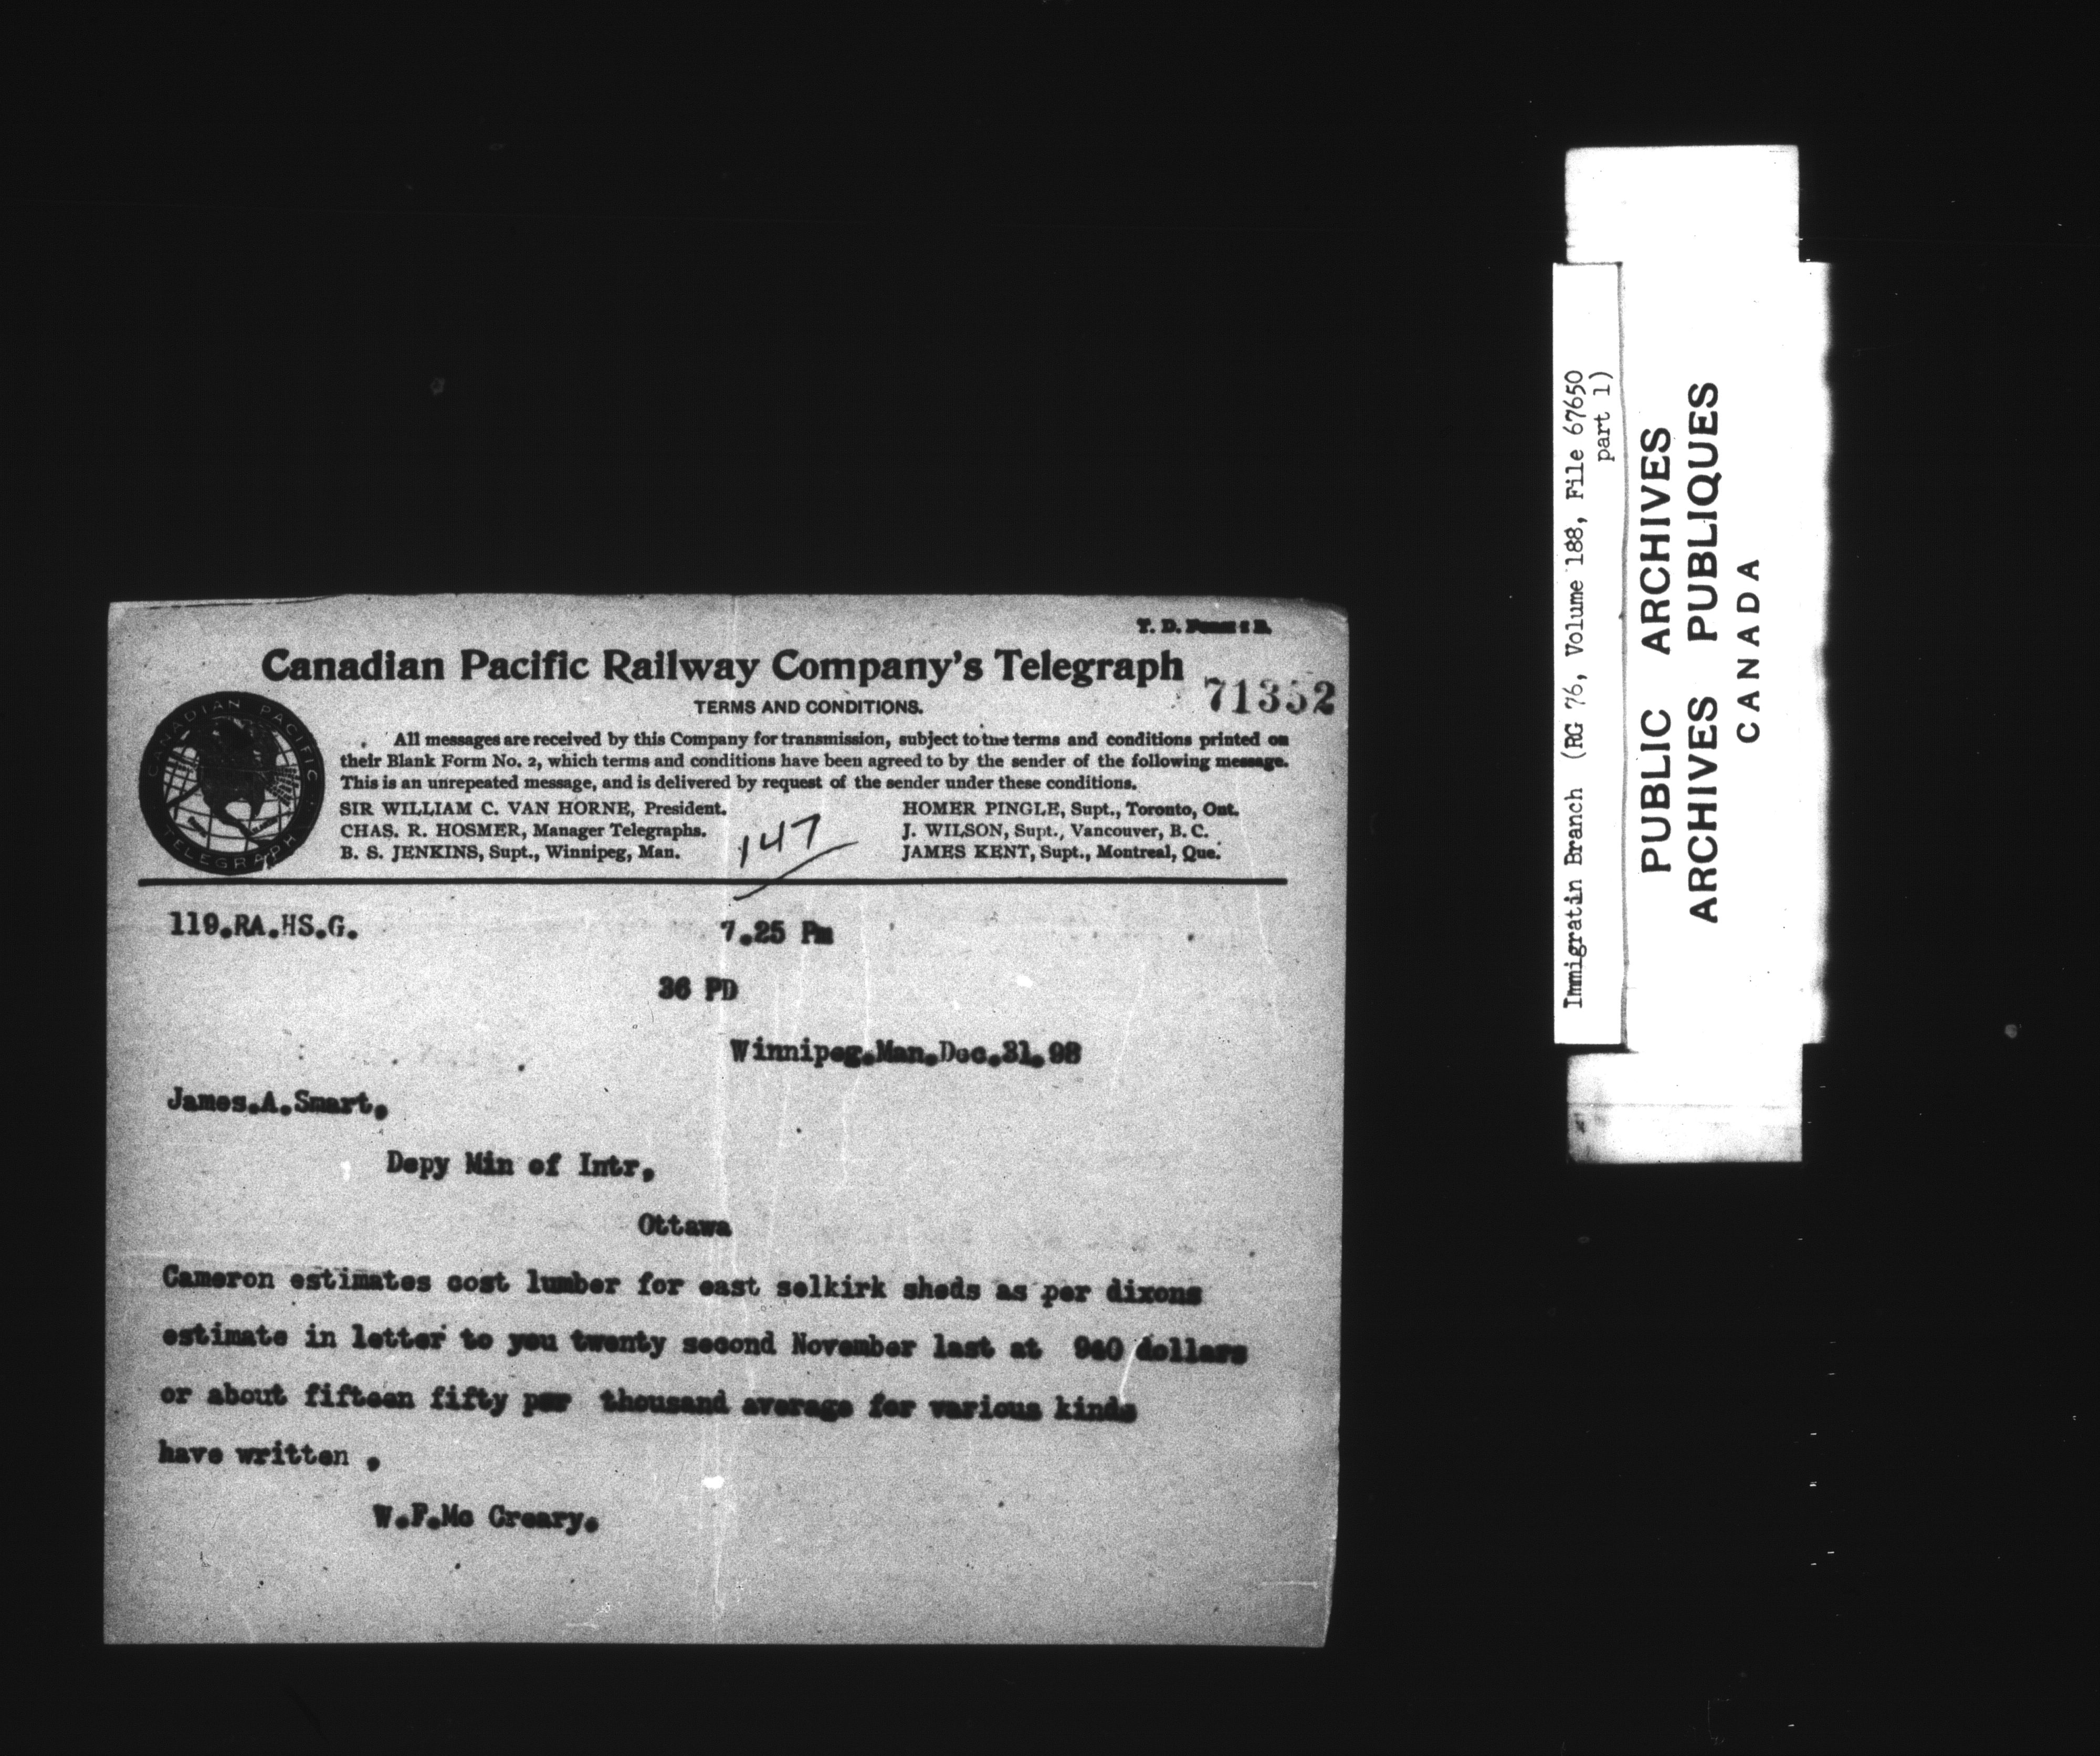 Canadian Pacific Railway Company's Telegraph
71352
TERMS AND CONDITIONS.
All messages are received by this Company for transmission, subject to the terms and conditions printed on
their Blank Form No. 2, which terms and conditions have been agreed to by the sender of the following message.
This is an unrepeated message, and is delivered by request of the sender under these conditions.
SIR WILLIAM C. VAN HORNE, President.
CHAS. R. HOSMER, Manager Telegraphs.
B. S. JENKINS, Supt., Winnipeg, Man.
HOMER PINGLE, Supt., Toronto, Ont.
J. WILSON, Supt., Vancouver, B. C.
JAMES KENT, Supt., Montreal, Que.
CANADIAN PACIFIC
TELEGRAPH
147
119.RA.HS.G.
7.25 Pm
36 PD
Winnipeg.Man.Dec.31.98
James.A.Smart,
Depy Min of Intr,
Ottawa
Cameron estimates cost lumber for east selkirk sheds as per dixons
estimate in letter to you twenty second November last at 940 dollars
or about fifteen fifty per thousand average for various kinds
have written .
W.F.Mc Creary.
Immigratin Branch (RG 76, Volume 188, File 67650
part 1)
PUBLIC ARCHIVES
ARCHIVES PUBLIQUES
CANADA